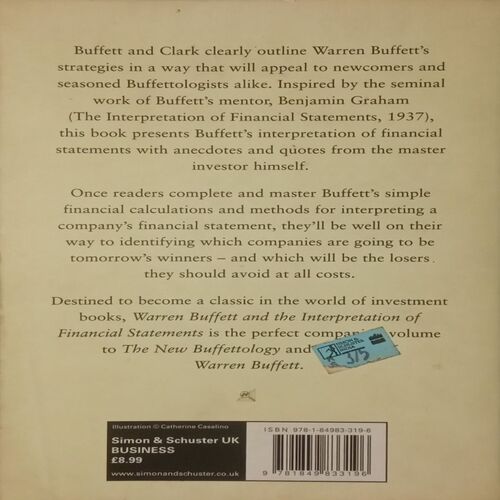 Buffett and Clark clearly outline Warren Buffett's
strategies in a way that will appeal to newcomers and
seasoned Buffettologists alike. Inspired by the seminal
work of Buffett's mentor, Benjamin Graham
(The Interpretation of Financial Statements, 1937),
this book presents Buffett's interpretation of financial
statements with anecdotes and quotes from the master
investor himself.
Once readers complete and master Buffett's simple
financial calculations and methods for interpreting a
company's financial statement, they'll be well on their
way to identifying which companies are going to be
tomorrow's winners – and which will be the losers
they should avoid at all costs.
Destined to become a classic in the world of investment
books, Warren Buffett and the Interpretation of
Financial Statements is the perfect volume
to The New Buffettology and
Warren Buffett.
SIMON &
SCHUSTER
INDIA
375
Illustration © Catherine Casalino
Simon & Schuster UK
BUSINESS
£8.99
www.simonandschuster.co.uk
ISBN 978-1-84983-319-6
9 781849 833196